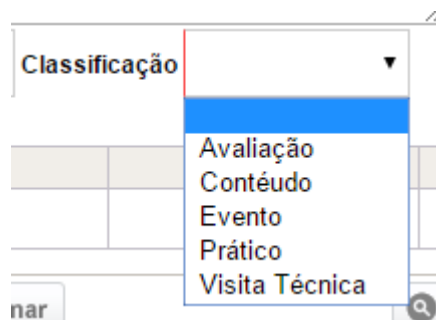 Classificação
Avaliação
Contéudo
Evento
Prático
Visita Técnica
nar